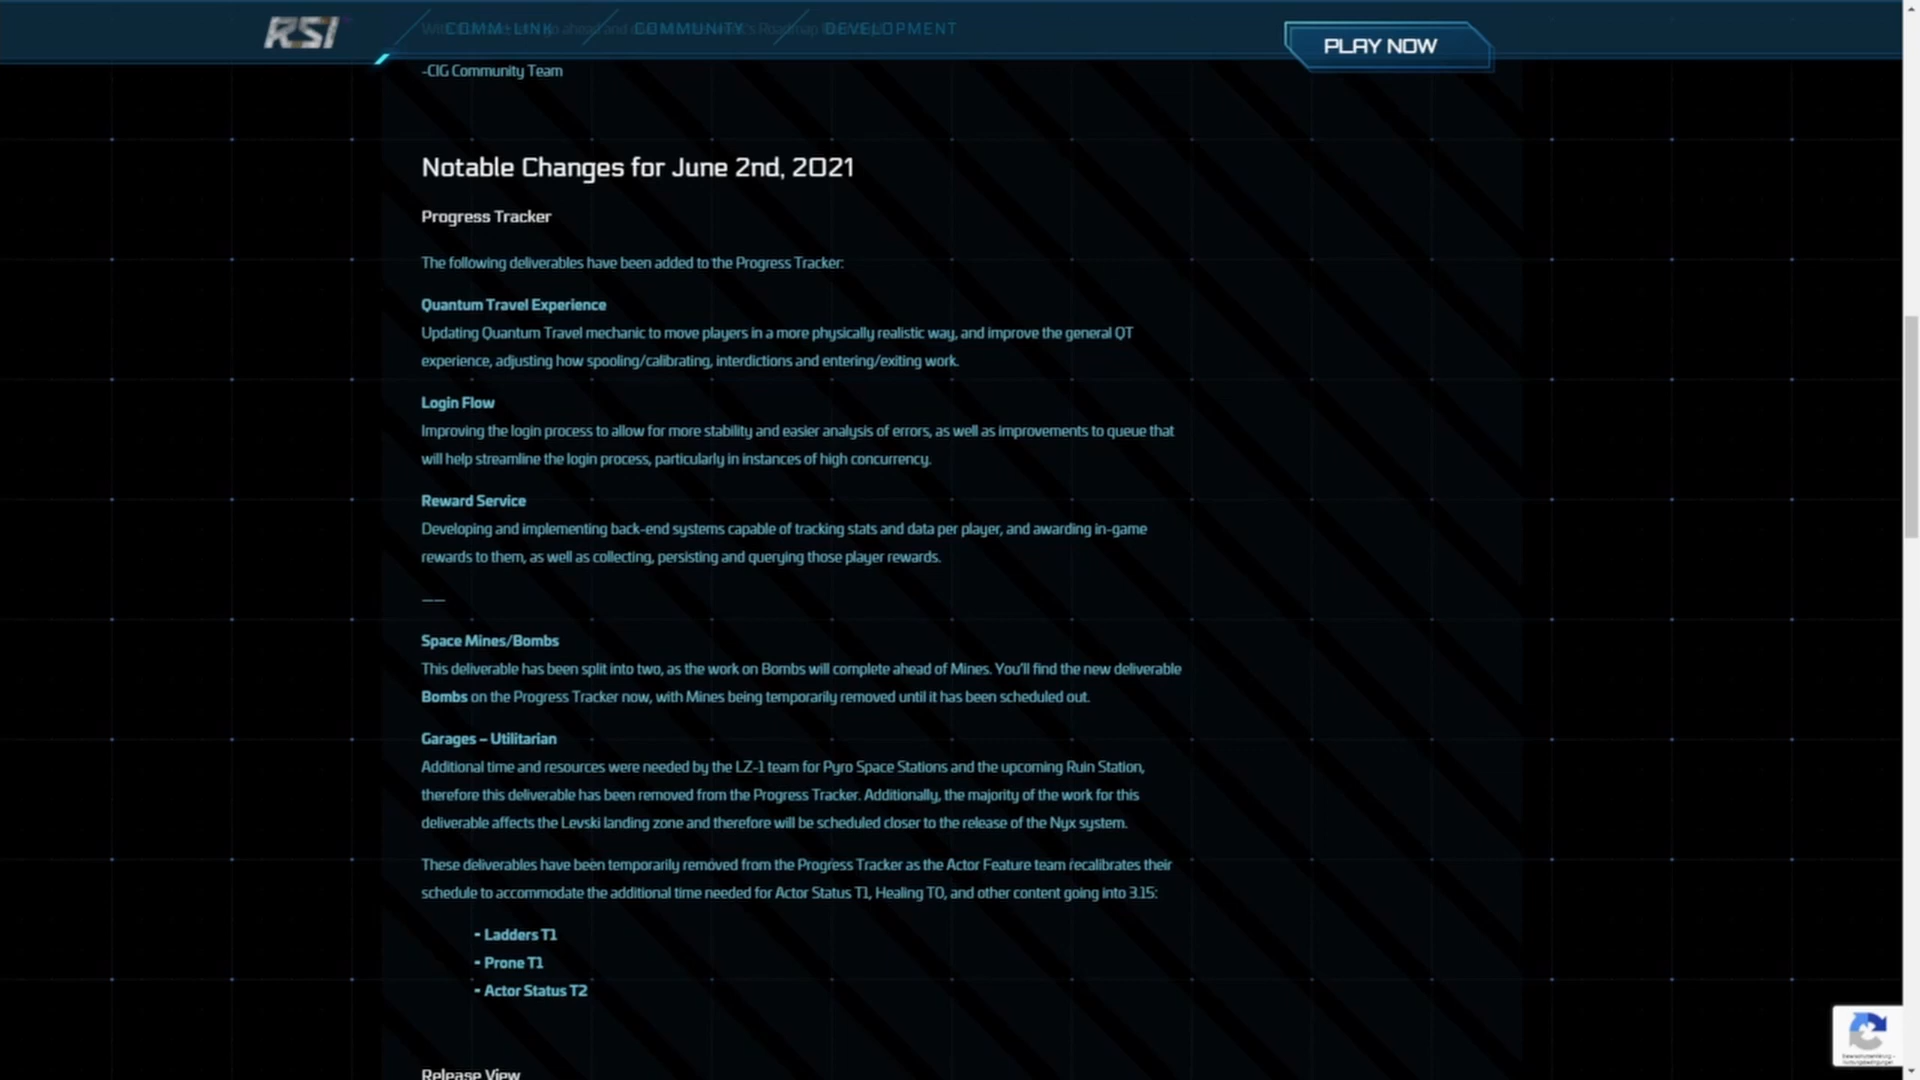 RSI
COMM-LINK
COMMUNITY
DEVELOPMENT
PLAY NOW
-CIG Community Team
Notable Changes for June 2nd, 2021
Progress Tracker
The following deliverables have been added to the Progress Tracker:
Quantum Travel Experience
Updating Quantum Travel mechanic to move players in a more physically realistic way, and improve the general QT
experience, adjusting how spooling/calibrating, interdictions and entering/exiting work.
Login Flow
Improving the login process to allow for more stability and easier analysis of errors, as well as improvements to queue that
will help streamline the login process, particularly in instances of high concurrency.
Reward Service
Developing and implementing back-end systems capable of tracking stats and data per player, and awarding in-game
rewards to them, as well as collecting, persisting and querying those player rewards.
——
Space Mines/Bombs
This deliverable has been split into two, as the work on Bombs will complete ahead of Mines. You'll find the new deliverable
Bombs on the Progress Tracker now, with Mines being temporarily removed until it has been scheduled out.
Garages – Utilitarian
Additional time and resources were needed by the LZ-1 team for Pyro Space Stations and the upcoming Ruin Station,
therefore this deliverable has been removed from the Progress Tracker. Additionally, the majority of the work for this
deliverable affects the Levski landing zone and therefore will be scheduled closer to the release of the Nyx system.
These deliverables have been temporarily removed from the Progress Tracker as the Actor Feature team recalibrates their
schedule to accommodate the additional time needed for Actor Status T1, Healing T0, and other content going into 3.15:
- Ladders T1
- Prone T1
- Actor Status T2
Release View